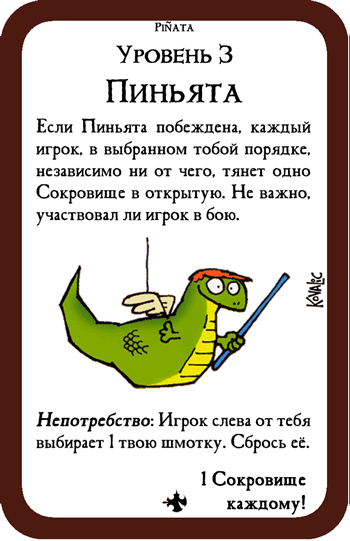 Piñata
Уровень 3
Пиньята
Если Пиньята побеждена, каждый
игрок, в выбранном тобой порядке,
независимо ни от чего, тянет одно
Сокровище в открытую. Не важно,
участвовал ли игрок в бою.
Kovalic
Непотребство: Игрок слева от тебя
выбирает 1 твою шмотку. Сбрось её.
1 Сокровище
каждому!